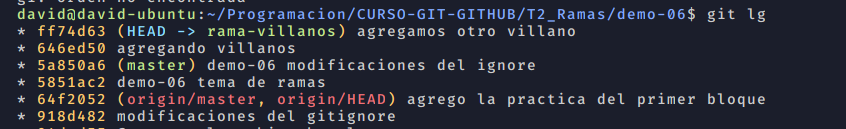 david@david-ubuntu:~/Programacion/CURSO-GIT-GITHUB/T2_Ramas/demo-06$ git lg
* ff74d63 (HEAD -> rama-villanos) agregamos otro villano
* 646ed50 agregando villanos
* 5a850a6 (master) demo-06 modificaciones del ignore
* 5851ac2 demo-06 tema de ramas
* 64f2052 (origin/master, origin/HEAD) agrego la practica del primer bloque
* 918d482 modificaciones del gitignore